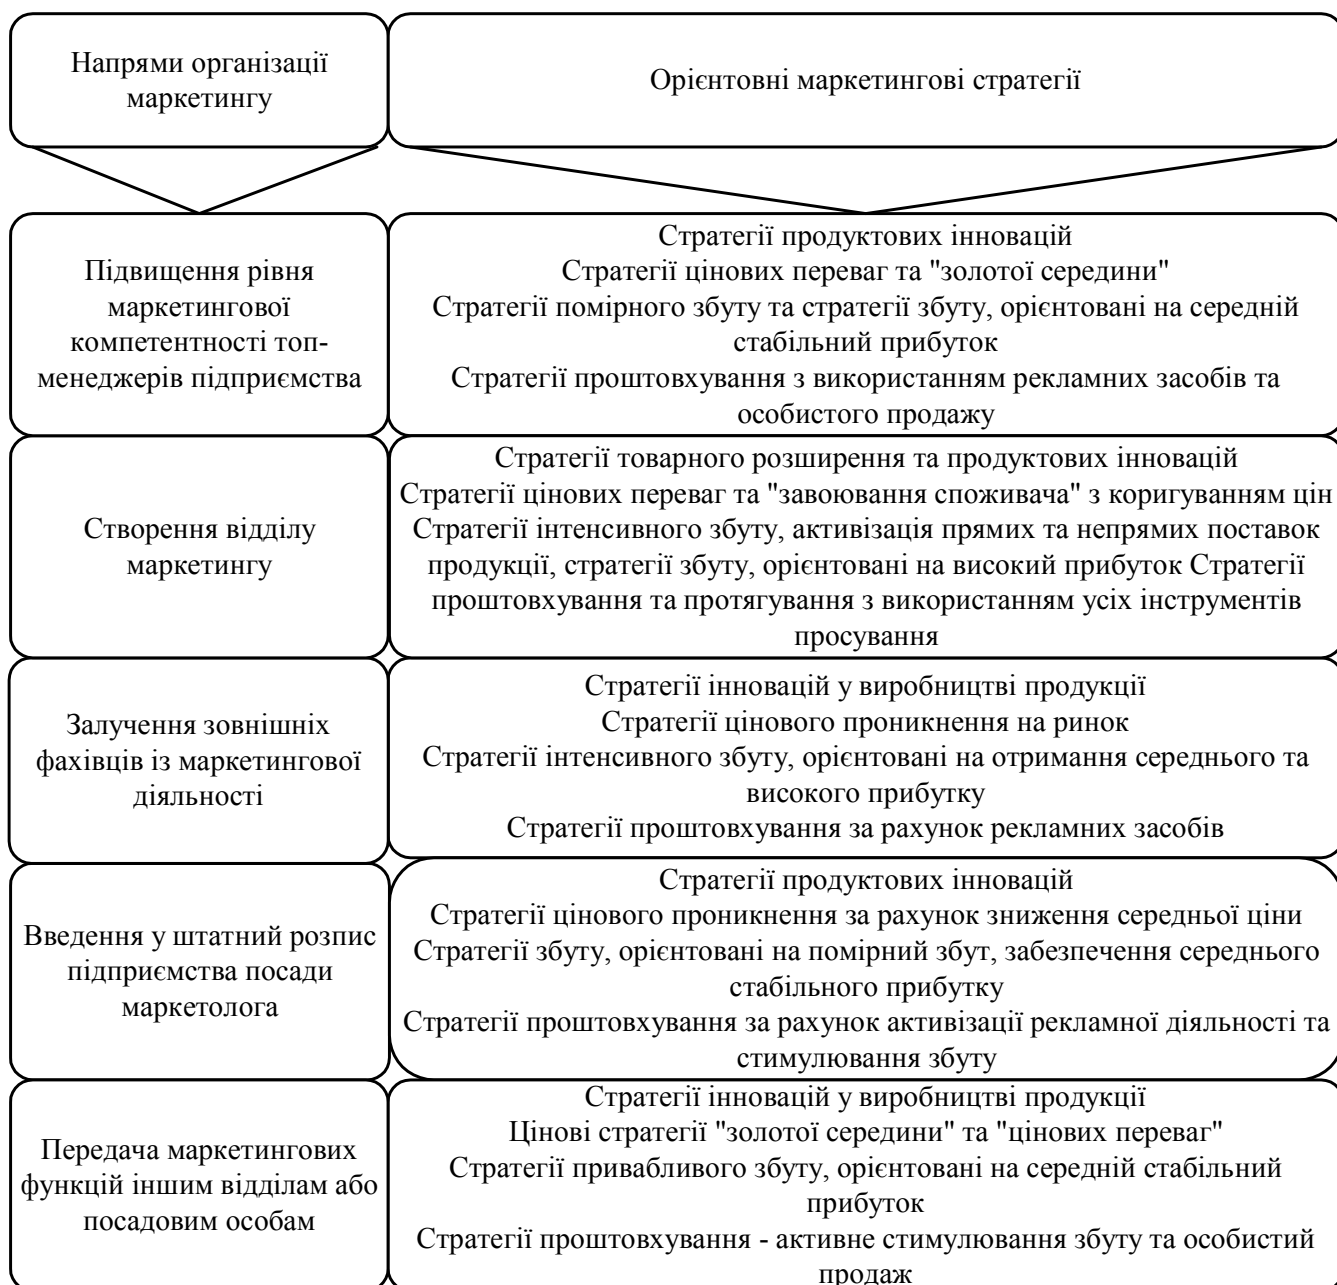 Напрями організації
маркетингу
Орієнтовні маркетингові стратегії
Підвищення рівня
маркетингової
компетентності топ-
менеджерів підприємства
Стратегії продуктових інновацій
Стратегії цінових переваг та "золотої середини"
Стратегії помірного збуту та стратегії збуту, орієнтовані на середній
стабільний прибуток
Стратегії проштовхування з використанням рекламних засобів та
особистого продажу
Створення відділу
маркетингу
Стратегії товарного розширення та продуктових інновацій
Стратегії цінових переваг та "завоювання споживача" з коригуванням цін
Стратегії інтенсивного збуту, активізація прямих та непрямих поставок
продукції, стратегії збуту, орієнтовані на високий прибуток Стратегії
проштовхування та протягування з використанням усіх інструментів
просування
Залучення зовнішніх
фахівців із маркетингової
діяльності
Стратегії інновацій у виробництві продукції
Стратегії цінового проникнення на ринок
Стратегії інтенсивного збуту, орієнтовані на отримання середнього та
високого прибутку
Стратегії проштовхування за рахунок рекламних засобів
Введення у штатний розпис
підприємства посади
маркетолога
Стратегії продуктових інновацій
Стратегії цінового проникнення за рахунок зниження середньої ціни
Стратегії збуту, орієнтовані на помірний збут, забезпечення середнього
стабільного прибутку
Стратегії проштовхування за рахунок активізації рекламної діяльності та
стимулювання збуту
Передача маркетингових
функцій іншим відділам або
посадовим особам
Стратегії інновацій у виробництві продукції
Цінові стратегії "золотої середини" та "цінових переваг"
Стратегії привабливого збуту, орієнтовані на середній стабільний
прибуток
Стратегії проштовхування - активне стимулювання збуту та особистий
продаж